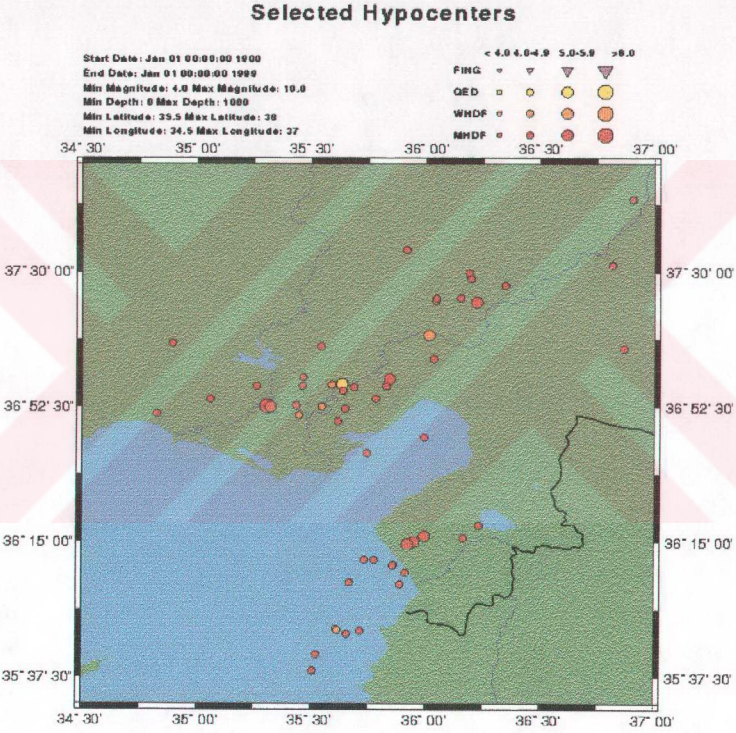 Selected Hypocenters
Start Date: Jan 01 00:00:00 1900
End Date: Jan 01 00:00:00 1999
Min Magnitude: 4.0 Max Magnitude: 10.0
Min Depth: 0 Max Depth: 1000
Min Latitude: 35.5 Max Latitude: 38
Min Longitude: 34.5 Max Longitude: 37
< 4.0 4.0-4.9 5.0-5.9 >6.0
FING
QED
WHDF
MHDF
34° 30' 35° 00' 35° 30' 36° 00' 36° 30' 37° 00'
37° 30' 00" 37° 30' 00"
36° 52' 30" 36° 52' 30"
36° 15' 00" 36° 15' 00"
35° 37' 30" 35° 37' 30"
34° 30' 35° 00' 35° 30' 36° 00' 36° 30' 37° 00'